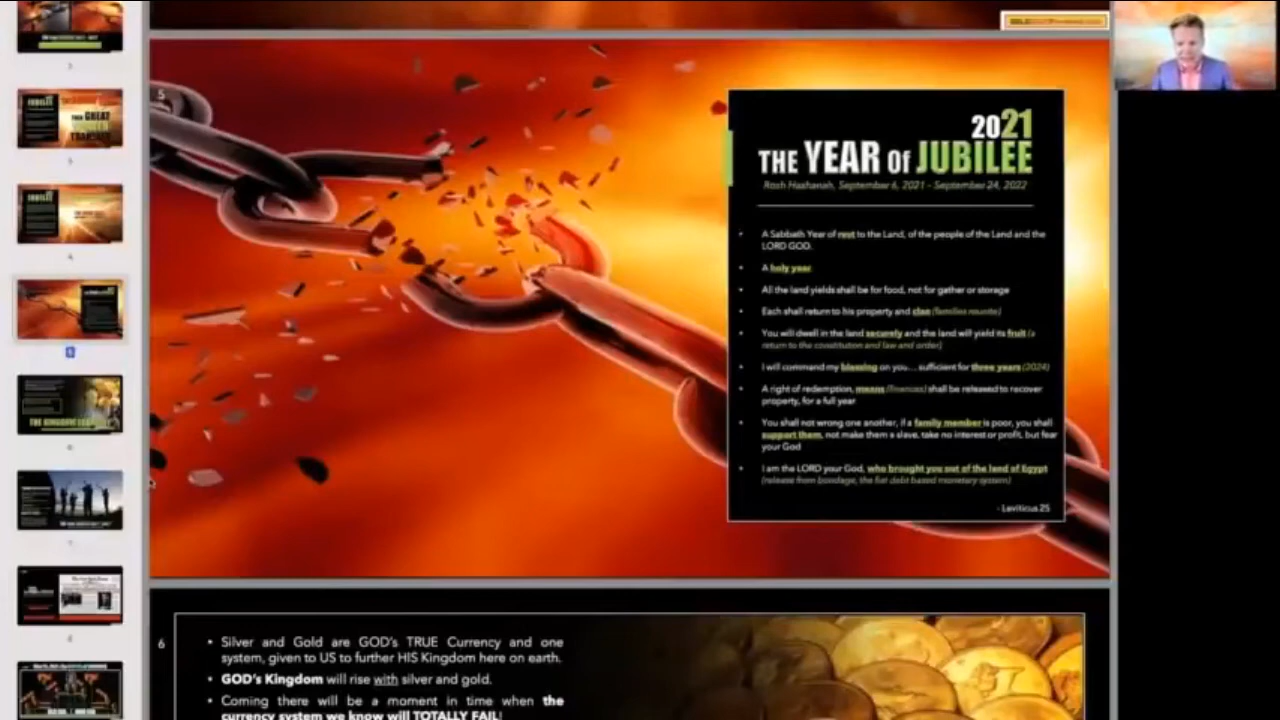 5
2021
THE YEAR OF JUBILEE
Rosh Hashanah, September 6, 2021 - September 24, 2022
• A Sabbath Year of rest to the Land, of the people of the Land and the
LORD GOD.
• A holy year
• All the land yields shall be for food, not for gather or storage
• Each shall return to his property and clan (families reunite)
• You will dwell in the land securely and the land will yield its fruit (a
return to the constitution and law and order)
• I will command my blessing on you... sufficient for three years (2024)
• A right of redemption, means (finances) shall be released to recover
property, for a full year
• You shall not wrong one another, if a family member is poor, you shall
support them, not make them a slave, take no interest or profit, but fear
your God
• I am the LORD your God, who brought you out of the land of Egypt
(release from bondage, the fiat debt based monetary system)
- Leviticus 25
6
• Silver and Gold are GOD's TRUE Currency and one
system, given to US to further HIS Kingdom here on earth.
• GOD's Kingdom will rise with silver and gold.
• Coming there will be a moment in time when the
currency system we know will TOTALLY FAIL!
JUBILEE
JUBILEE